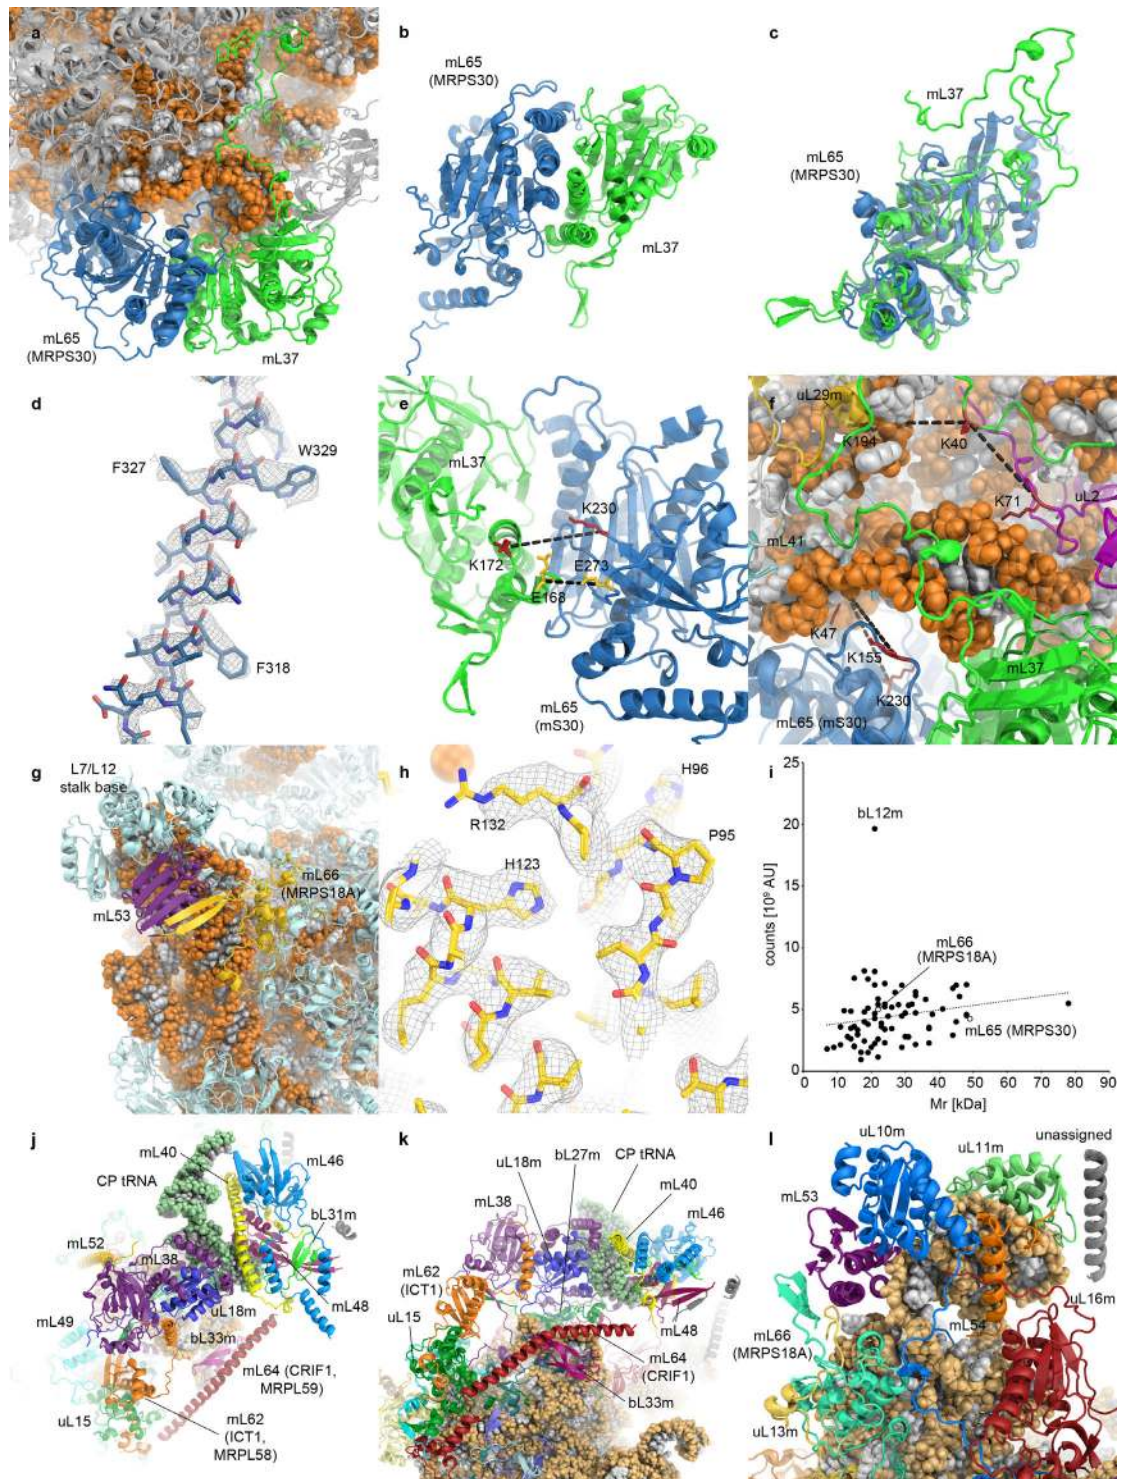 a
mL65
(MRPS30)
mL37
b
mL65
(MRPS30)
mL37
c
mL37
mL65
(MRPS30)
d
F327
W329
F318
e
mL37
K230
K172
E273
E168
mL65
(mS30)
f
uL29m
K194
K40
K71
uL2
mL41
K47
K155
mL37
K230
mL65 (mS30)
g
L7/L12
stalk base
mL66
(MRPS18A)
mL53
h
H96
R132
P95
H123
i
25
bL12m
20
counts [10⁹ AU]
15
mL66
(MRPS18A)
10
5
mL65 (MRPS30)
0
0 10 20 30 40 50 60 70 80 90
Mr [kDa]
j
mL40
mL46
CP tRNA
bL31m
mL52
mL38
uL18m
mL48
mL49
bL33m
mL64 (CRIF1,
MRPL59)
uL15
mL62
(ICT1,
MRPL58)
k
bL27m
uL18m
CP tRNA
mL38
mL40
mL46
mL62
(ICT1)
uL15
mL48
mL64
(CRIF1)
bL33m
l
uL10m
unassigned
uL11m
mL53
uL16m
mL54
mL66
(MRPS18A)
uL13m